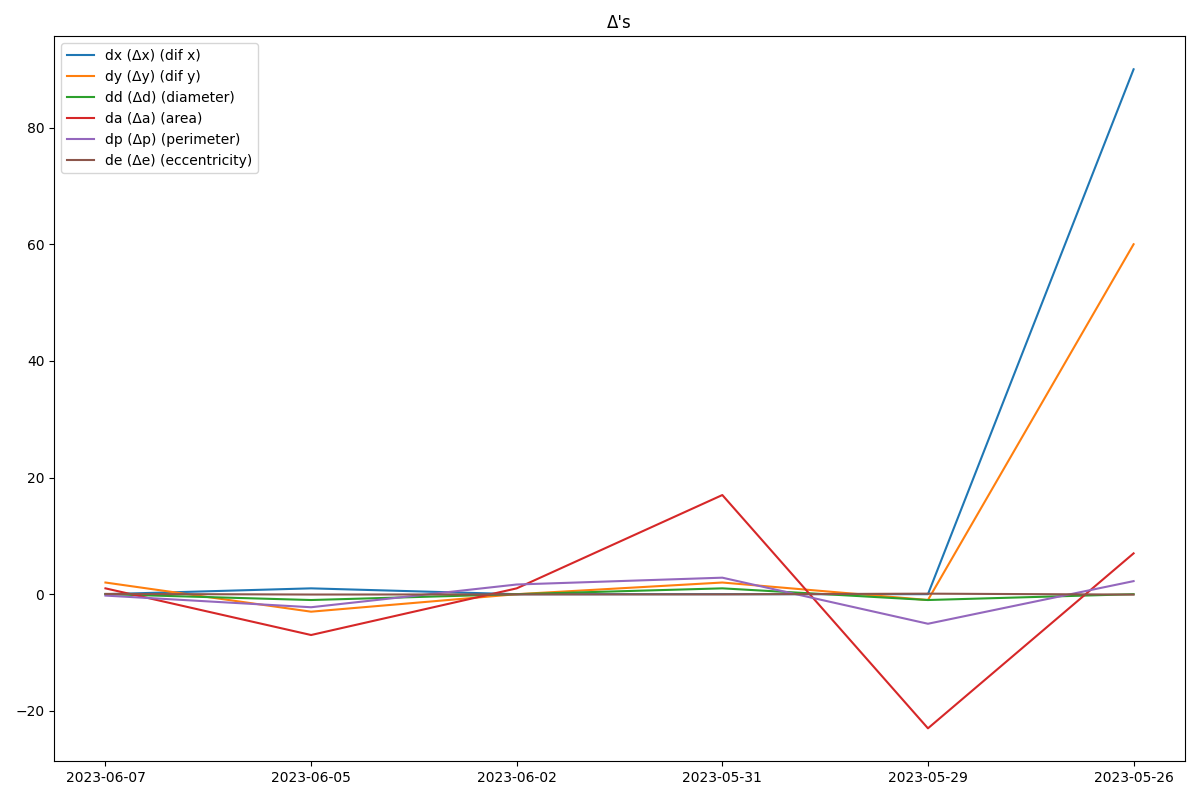 Δ's
dx (Δx) (dif x)
dy (Δy) (dif y)
dd (Δd) (diameter)
da (Δa) (area)
dp (Δp) (perimeter)
de (Δe) (eccentricity)
80
60
40
20
0
−20
2023-06-07 2023-06-05 2023-06-02 2023-05-31 2023-05-29 2023-05-26